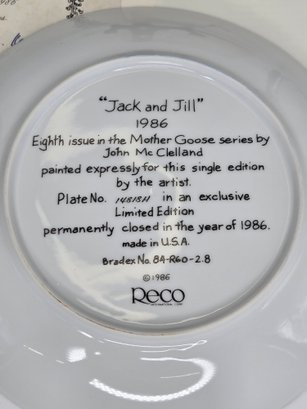 "Jack and Jill"
1986
Eighth issue in the Mother Goose series by
John McClelland
painted expressly for this single edition
by the artist.
Plate No. in an exclusive
Limited Edition
permanently closed in the year of 1986.
made in U.S.A.
Bradex No. 84-R60-2.8
©1986
Reco